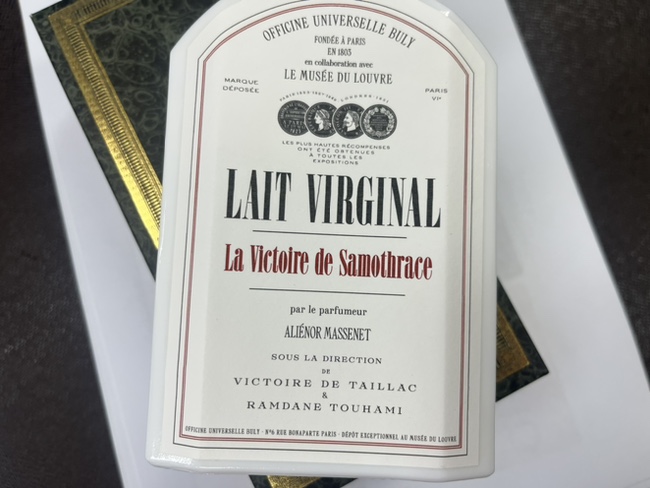 OFFICINE UNIVERSELLE BULY
FONDÉE À PARIS
EN 1803
en collaboration avec
LE MUSÉE DU LOUVRE
MARQUE
DÉPOSÉE
PARIS
VIᵉ
LES PLUS HAUTES RÉCOMPENSES
ONT ÉTÉ OBTENUES
À TOUTES LES
EXPOSITIONS
LAIT VIRGINAL
La Victoire de Samothrace
par le parfumeur
ALIÉNOR MASSENET
SOUS LA DIRECTION
DE
VICTOIRE DE TAILLAC
&
RAMDANE TOUHAMI
OFFICINE UNIVERSELLE BULY - Nº6 RUE BONAPARTE PARIS - DÉPÔT EXCEPTIONNEL AU MUSÉE DU LOUVRE